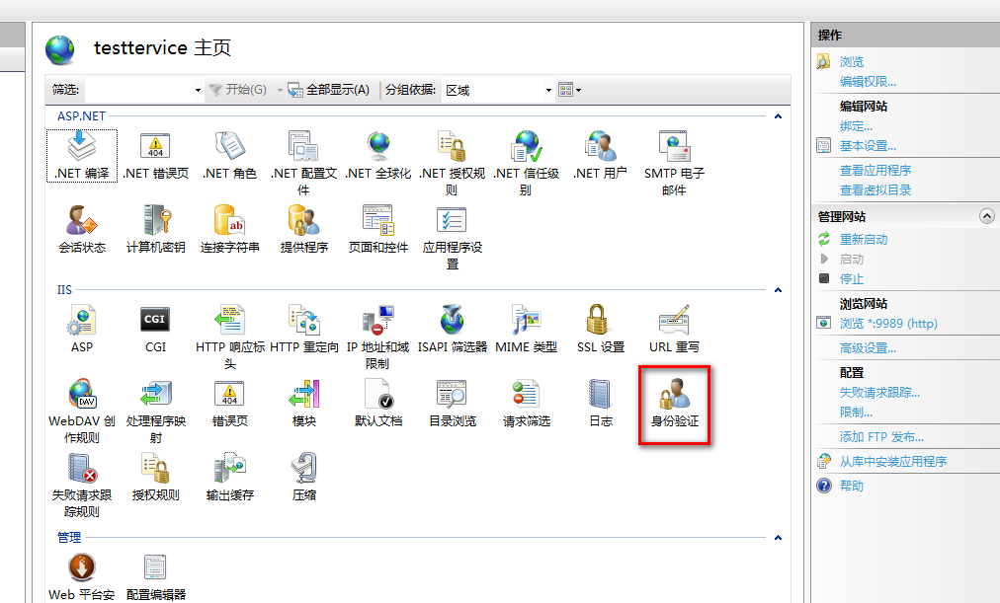 testtervice 主页
筛选:
开始(G)
全部显示(A)
分组依据:
区域
ASP.NET
.NET 编译
.NET 错误页
.NET 角色
.NET 配置文件
.NET 全球化
.NET 授权规则
.NET 信任级别
.NET 用户
SMTP 电子邮件
会话状态
计算机密钥
连接字符串
提供程序
页面和控件
应用程序设置
IIS
ASP
CGI
HTTP 响应标头
HTTP 重定向
IP 地址和域限制
ISAPI 筛选器
MIME 类型
SSL 设置
URL 重写
WebDAV 创作规则
处理程序映射
错误页
模块
默认文档
目录浏览
请求筛选
日志
身份验证
失败请求跟踪规则
授权规则
输出缓存
压缩
管理
Web 平台安
配置编辑器
操作
浏览
编辑权限...
编辑网站
绑定...
基本设置...
查看应用程序
查看虚拟目录
管理网站
重新启动
启动
停止
浏览网站
浏览 *:9989 (http)
高级设置...
配置
失败请求跟踪...
限制...
添加 FTP 发布...
从库中安装应用程序
帮助